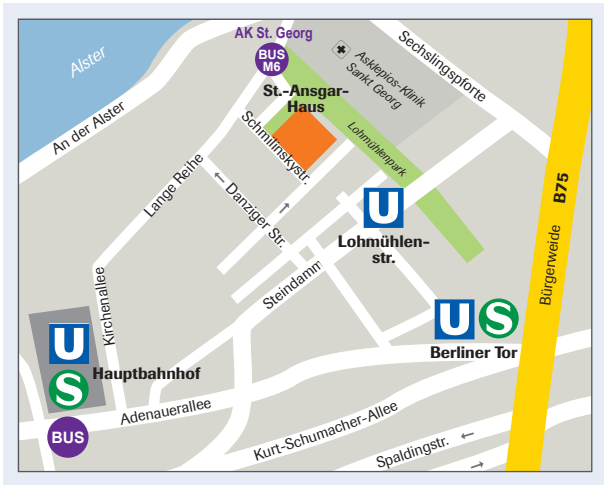 AK St. Georg
BUS
M6
Alster
Sechslingspforte
Asklepios-Klinik
Sankt Georg
St.-Ansgar-
Haus
An der Alster
Schmilinskystr.
Lohmühlenpark
Lange Reihe
Danziger Str.
B75
U
Lohmühlen-
str.
Bürgerweide
Steindamm
Kirchenallee
U S
Berliner Tor
U
Hauptbahnhof
S
Adenauerallee
BUS
Kurt-Schumacher-Allee
Spaldingstr.